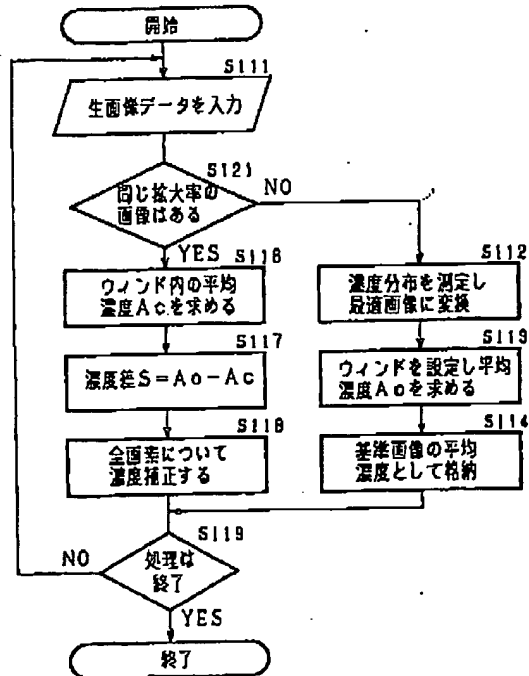 開始
S111
生画像データを入力
S121
同じ拡大率の
画像はある
NO
YES
S116
ウィンド内の平均
濃度Acを求める
S117
濃度差S=Ao-Ac
S118
全画素について
濃度補正する
S112
濃度分布を測定し
最適画像に変換
S113
ウィンドを設定し平均
濃度Aoを求める
S114
基準画像の平均
濃度として格納
S119
処理は
終了
NO
YES
終了